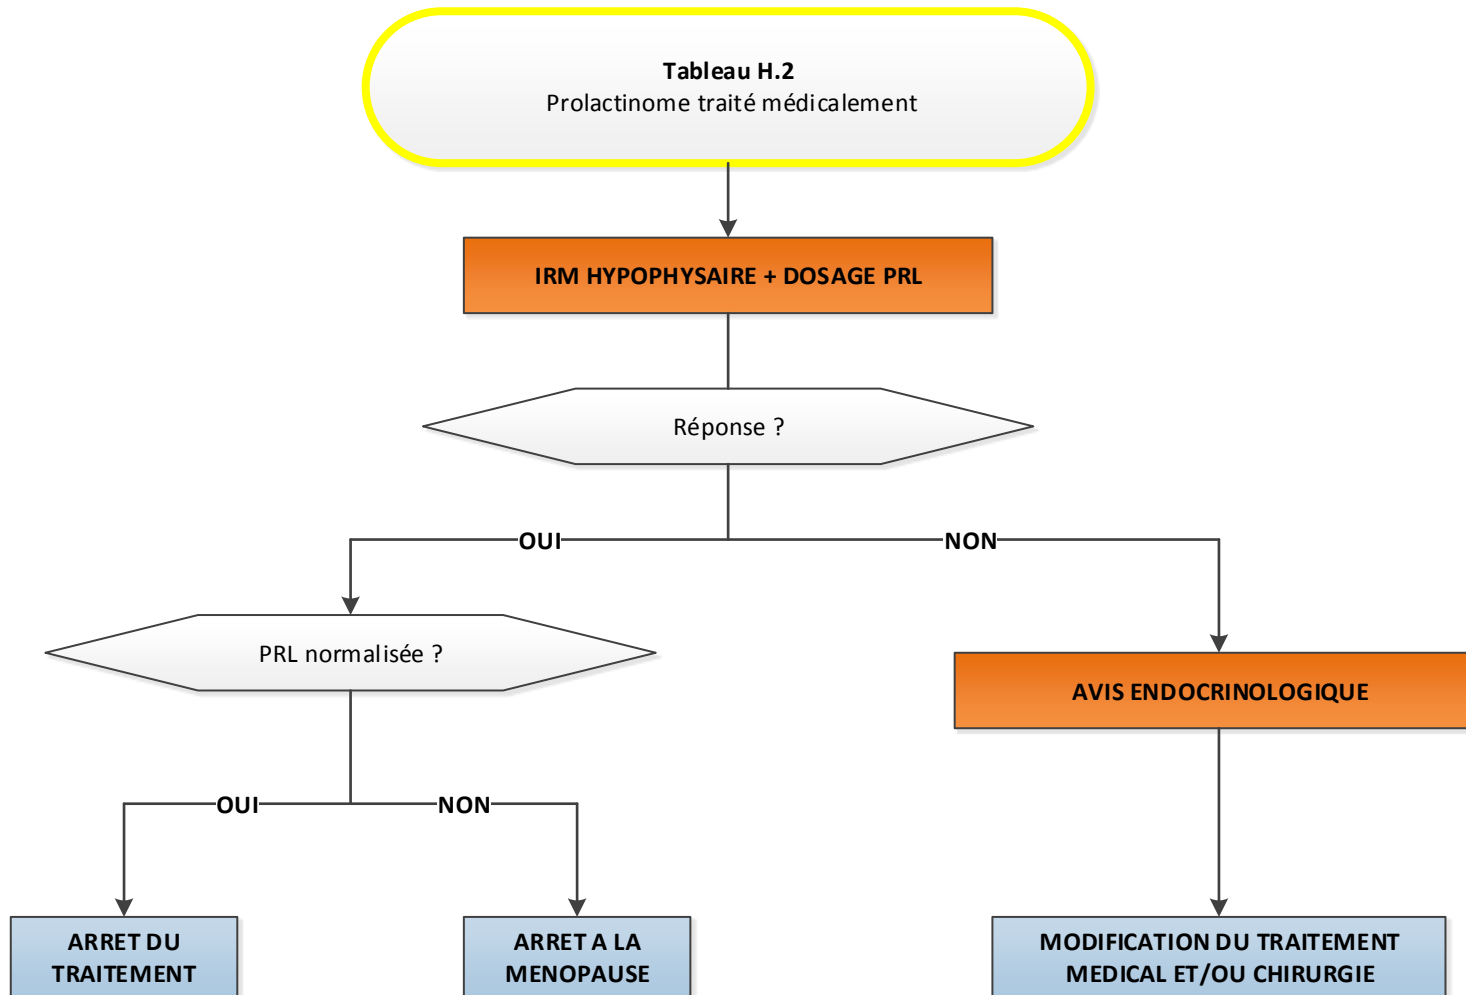 Tableau H.2
Prolactinome traité médicalement
IRM HYPOPHYSAIRE + DOSAGE PRL
Réponse ?
OUI
NON
PRL normalisée ?
AVIS ENDOCRINOLOGIQUE
OUI
NON
ARRET DU
TRAITEMENT
ARRET A LA
MENOPAUSE
MODIFICATION DU TRAITEMENT
MEDICAL ET/OU CHIRURGIE